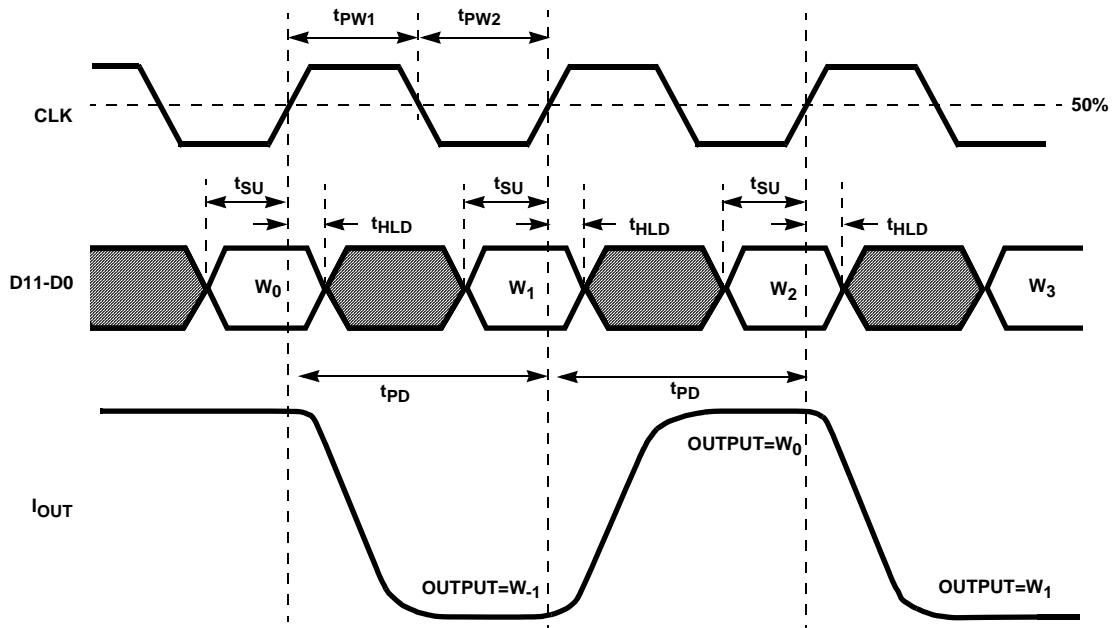 tPW1 tPW2
CLK
50%
tSU tSU tSU
tHLD tHLD tHLD
D11-D0
W0 W1 W2 W3
tPD tPD
OUTPUT=W0
IOUT
OUTPUT=W-1 OUTPUT=W1